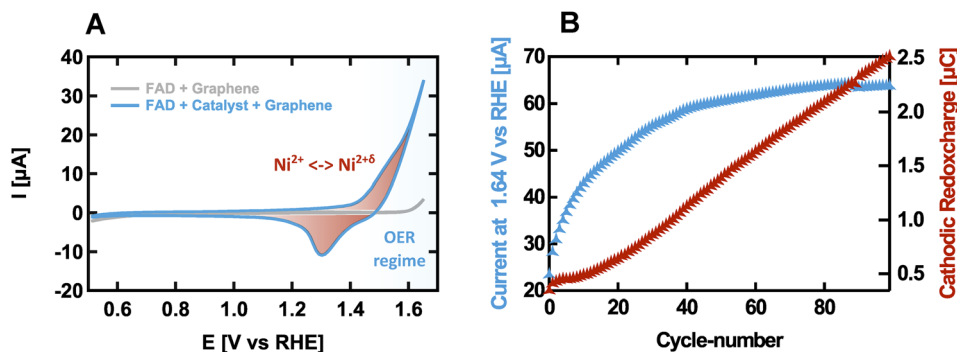 A
I [µA]
40
30
20
10
0
-10
-20
FAD + Graphene
FAD + Catalyst + Graphene
Ni²⁺ <-> Ni²⁺ᵟ
OER
regime
0.6
0.8
1.0
1.2
1.4
1.6
E [V vs RHE]
B
Current at 1.64 V vs RHE [µA]
70
60
50
40
30
20
2.5
2.0
1.5
1.0
0.5
Cathodic Redoxcharge [µC]
0
20
40
60
80
Cycle-number